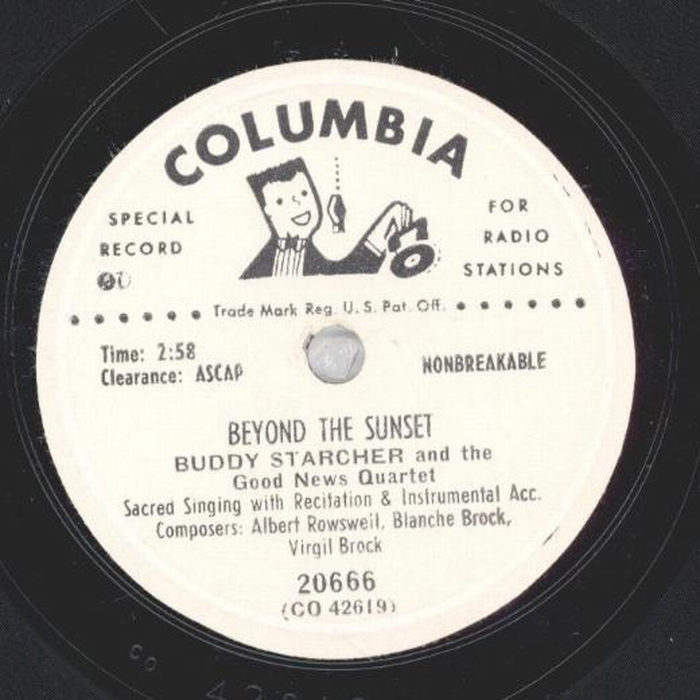 COLUMBIA
SPECIAL
RECORD
FOR
RADIO
STATIONS
Trade Mark Reg. U. S. Pat. Off.
Time: 2:58
Clearance: ASCAP
NONBREAKABLE
BEYOND THE SUNSET
BUDDY STARCHER and the
Good News Quartet
Sacred Singing with Recitation & Instrumental Acc.
Composers: Albert Rowsweil, Blanche Brock,
Virgil Brock
20666
(CO 42619)
CO